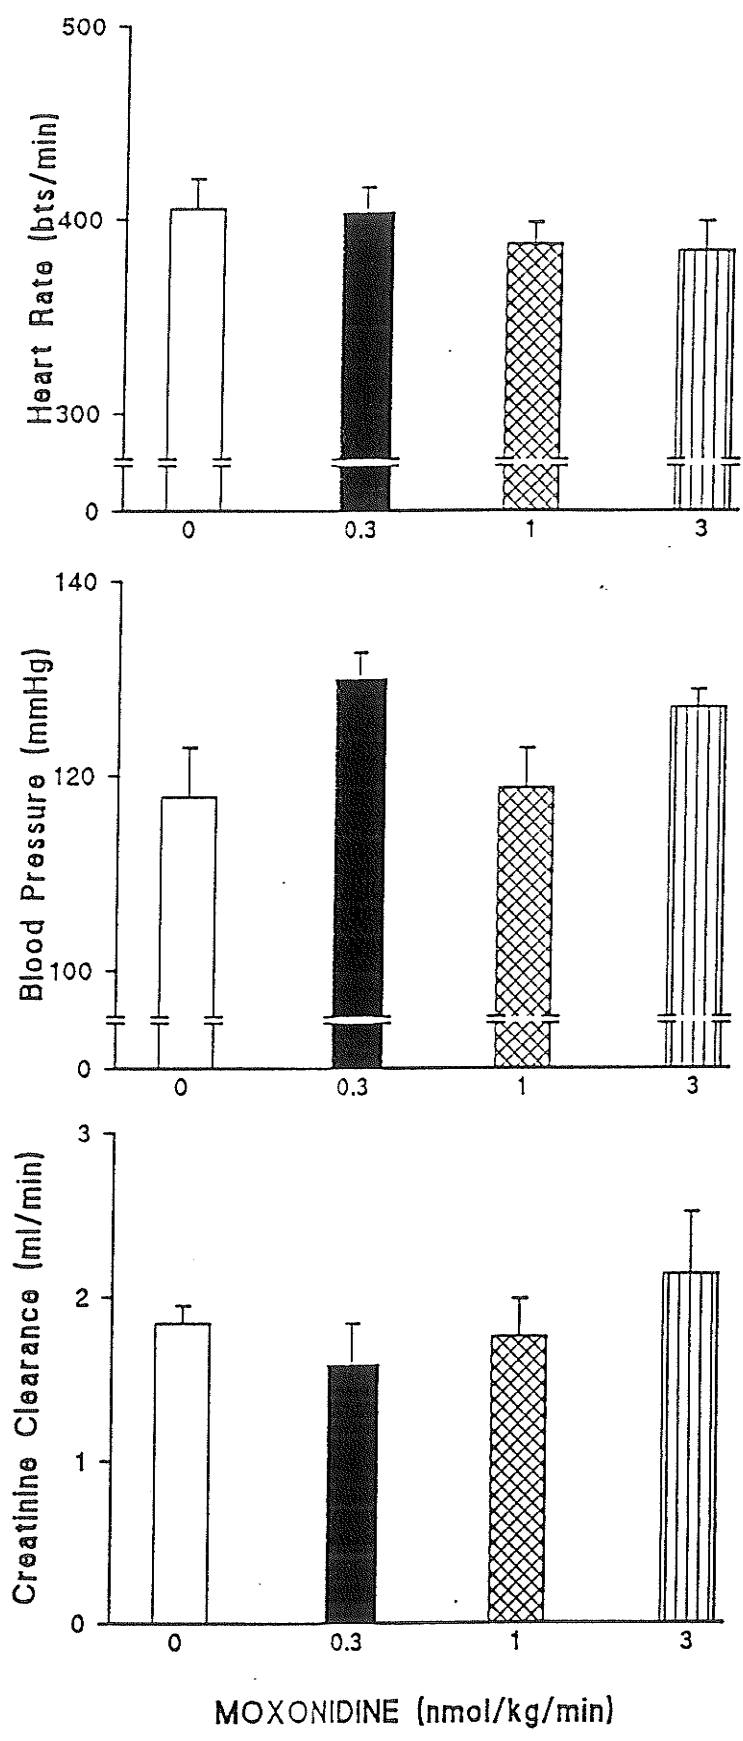 Heart Rate (bts/min)
500
400
300
0
0 0.3 1 3
Blood Pressure (mmHg)
140
120
100
0
0 0.3 1 3
Creatinine Clearance (ml/min)
3
2
1
0
0 0.3 1 3
MOXONIDINE (nmol/kg/min)